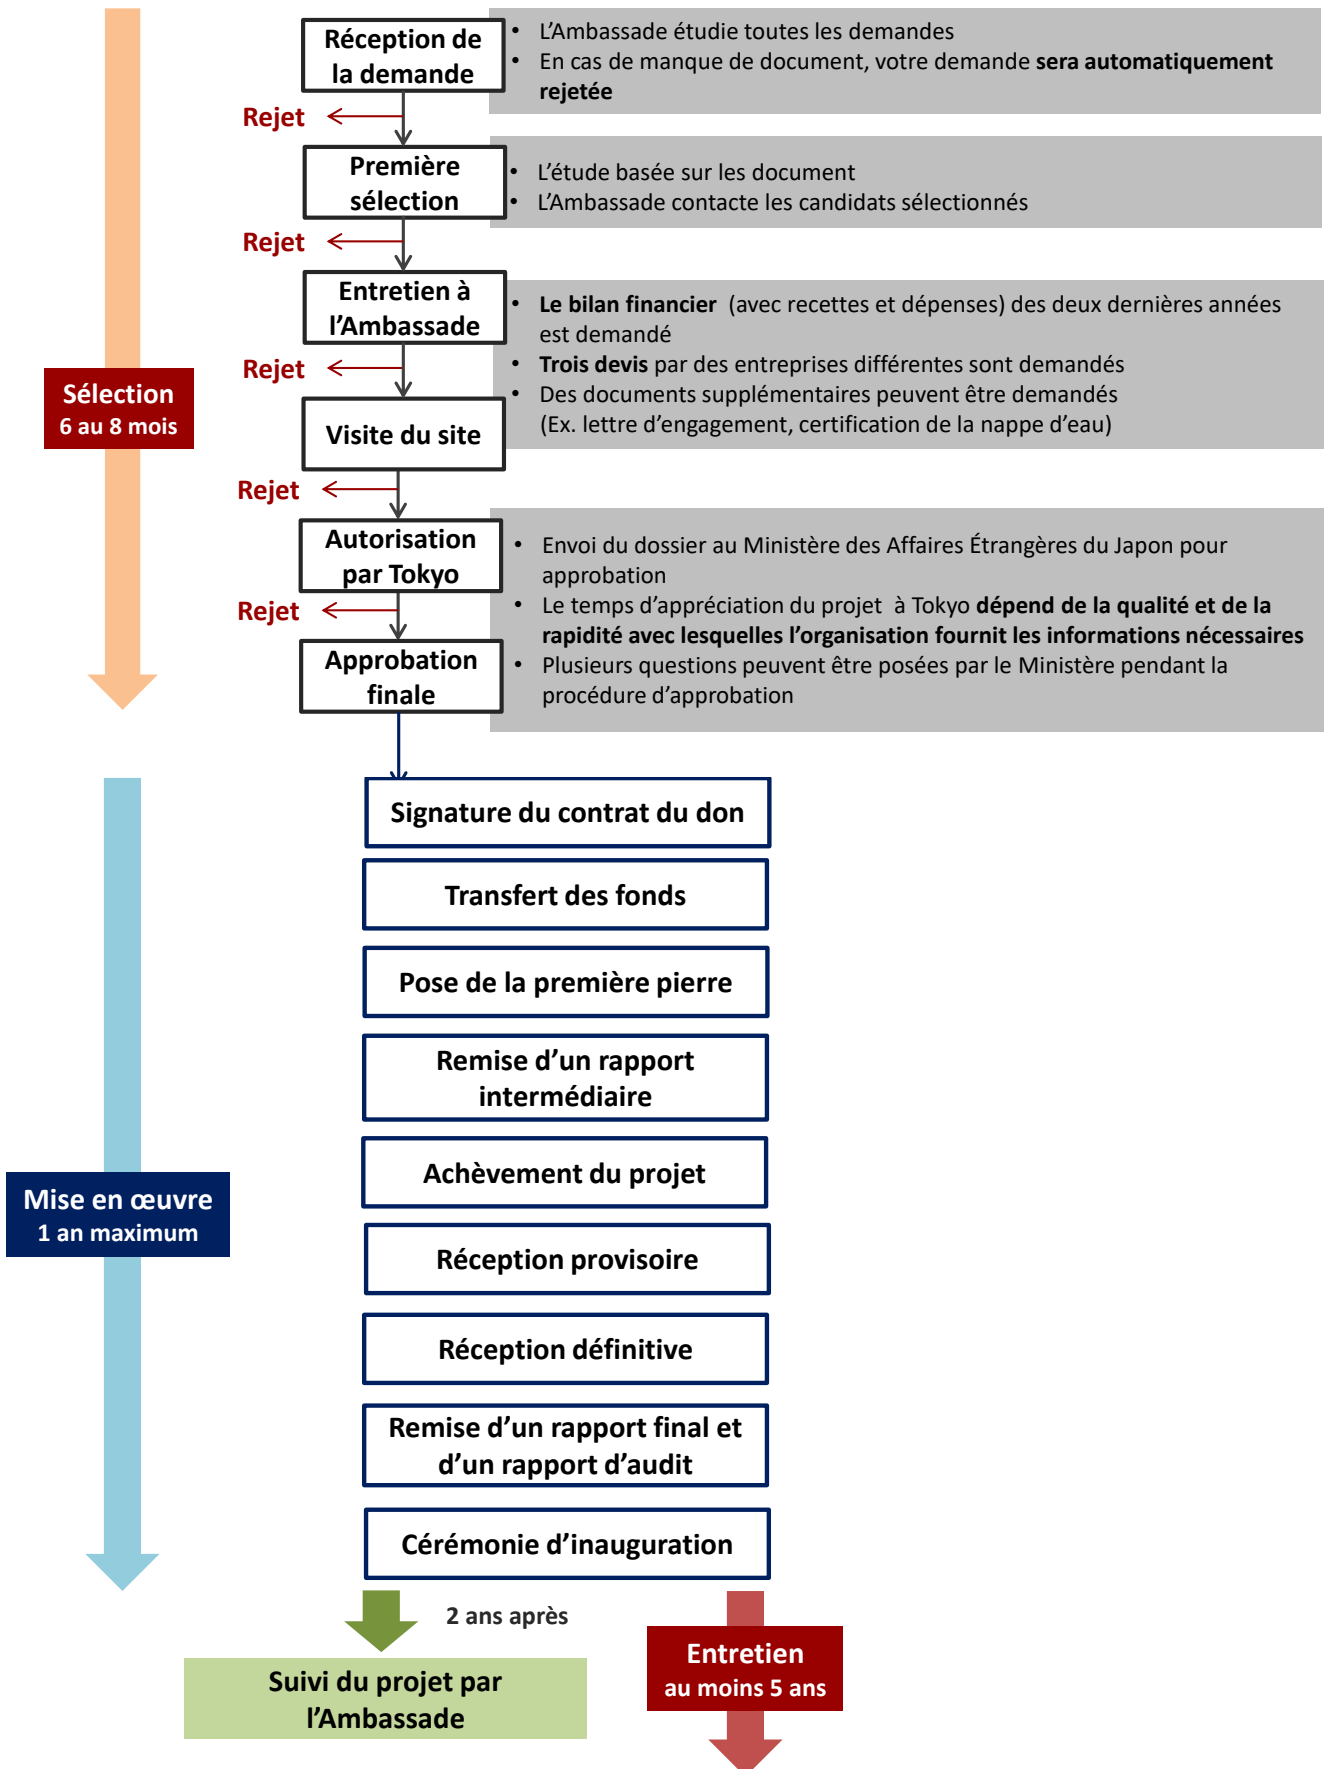 Réception de
la demande
• L'Ambassade étudie toutes les demandes
• En cas de manque de document, votre demande sera automatiquement
rejetée
Rejet
Première
sélection
• L'étude basée sur les document
• L'Ambassade contacte les candidats sélectionnés
Rejet
Entretien à
l'Ambassade
• Le bilan financier (avec recettes et dépenses) des deux dernières années
est demandé
• Trois devis par des entreprises différentes sont demandés
• Des documents supplémentaires peuvent être demandés
(Ex. lettre d'engagement, certification de la nappe d'eau)
Rejet
Sélection
6 au 8 mois
Visite du site
Rejet
Autorisation
par Tokyo
• Envoi du dossier au Ministère des Affaires Étrangères du Japon pour
approbation
• Le temps d'appréciation du projet à Tokyo dépend de la qualité et de la
rapidité avec lesquelles l'organisation fournit les informations nécessaires
• Plusieurs questions peuvent être posées par le Ministère pendant la
procédure d'approbation
Rejet
Approbation
finale
Signature du contrat du don
Transfert des fonds
Pose de la première pierre
Remise d'un rapport
intermédiaire
Achèvement du projet
Mise en œuvre
1 an maximum
Réception provisoire
Réception définitive
Remise d'un rapport final et
d'un rapport d'audit
Cérémonie d'inauguration
2 ans après
Suivi du projet par
l'Ambassade
Entretien
au moins 5 ans